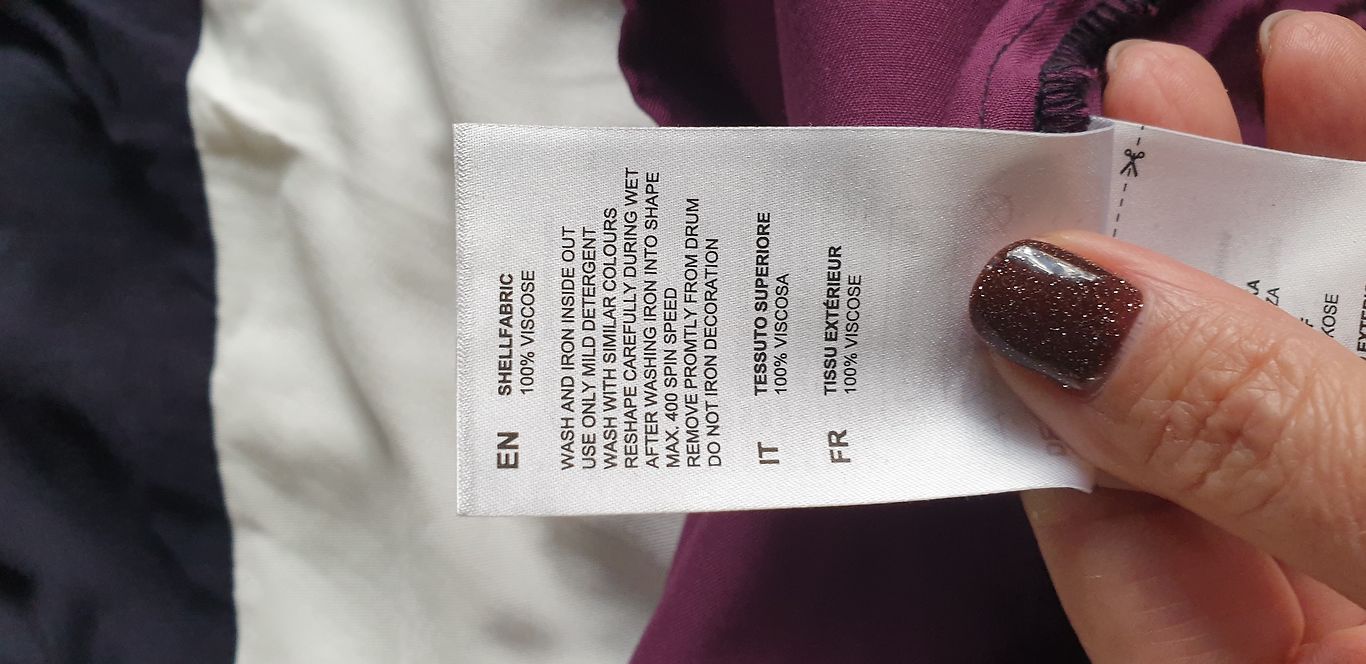 EN SHELLFABRIC
100% VISCOSE
WASH AND IRON INSIDE OUT
USE ONLY MILD DETERGENT
WASH WITH SIMILAR COLOURS
RESHAPE CAREFULLY DURING WET
AFTER WASHING IRON INTO SHAPE
MAX. 400 SPIN SPEED
REMOVE PROMTLY FROM DRUM
DO NOT IRON DECORATION
IT TESSUTO SUPERIORE
100% VISCOSA
FR TISSU EXTÉRIEUR
100% VISCOSE